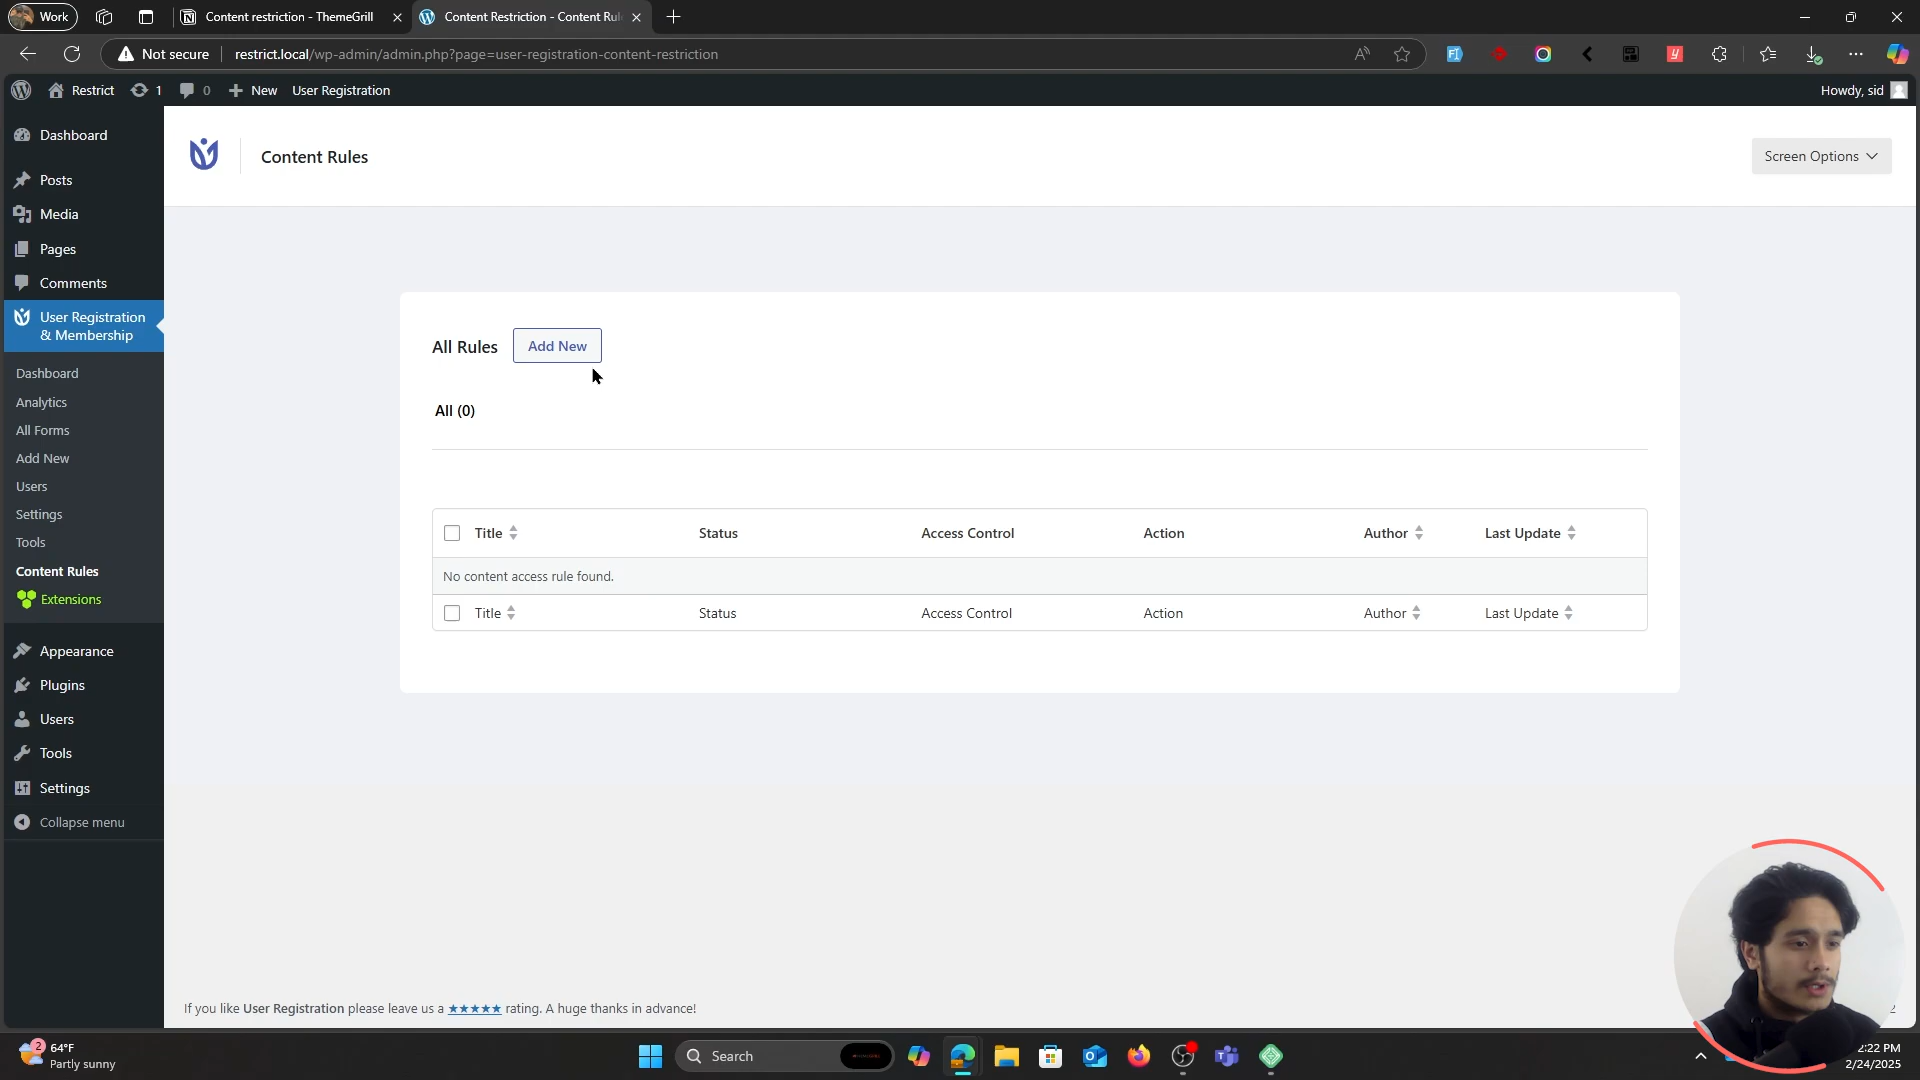 Work
Content restriction - ThemeGrill
Content Restriction - Content Rul
Not secure
restrict.local/wp-admin/admin.php?page=user-registration-content-restriction
Restrict
1
0
New
User Registration
Howdy, sid
Dashboard
Posts
Media
Pages
Comments
User Registration
& Membership
Dashboard
Analytics
All Forms
Add New
Users
Settings
Tools
Content Rules
Extensions
Appearance
Plugins
Users
Tools
Settings
Collapse menu
Content Rules
Screen Options
All Rules
Add New
All (0)
Title
Status
Access Control
Action
Author
Last Update
No content access rule found.
Title
Status
Access Control
Action
Author
Last Update
If you like User Registration please leave us a ★★★★★ rating. A huge thanks in advance!
2
64°F
Partly sunny
Search
2:22 PM
2/24/2025